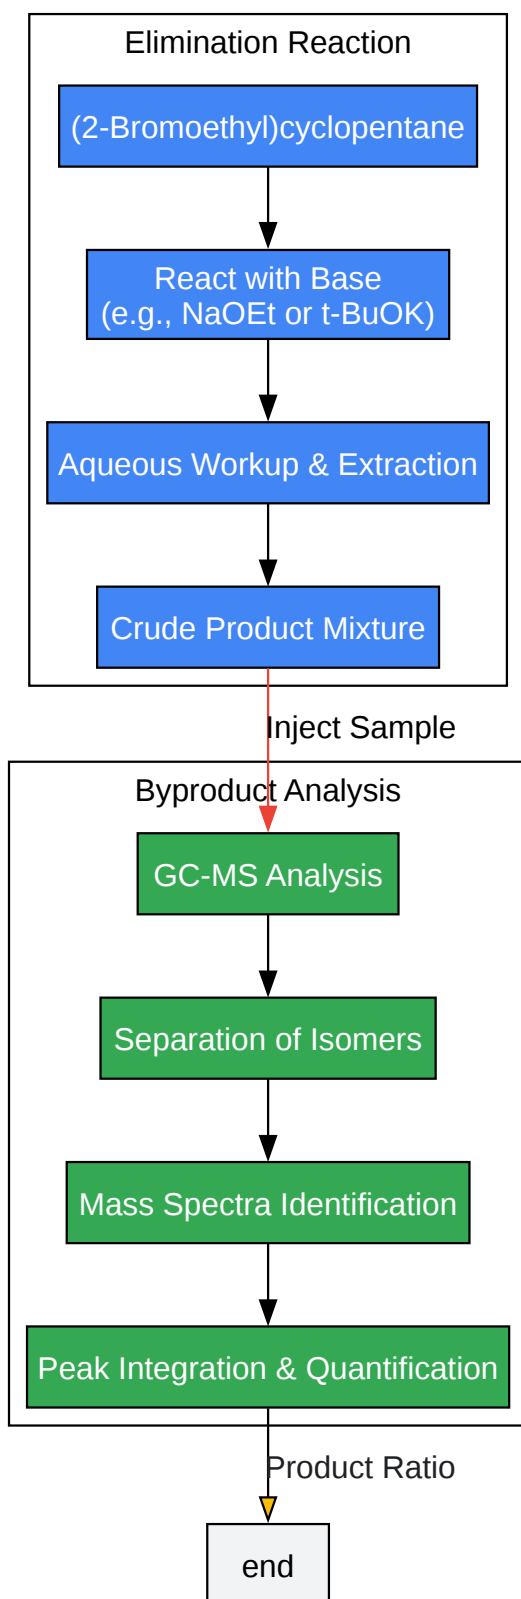 Elimination Reaction
(2-Bromoethyl)cyclopentane
React with Base
(e.g., NaOEt or t-BuOK)
Aqueous Workup & Extraction
Crude Product Mixture
Inject Sample
Byproduct Analysis
GC-MS Analysis
Separation of Isomers
Mass Spectra Identification
Peak Integration & Quantification
Product Ratio
end